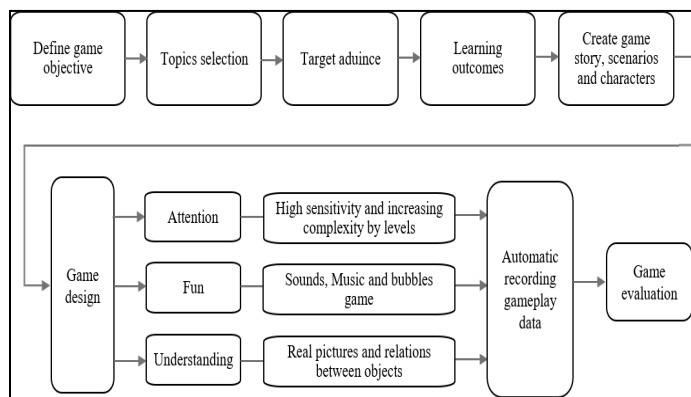 Define game
objective
Topics selection
Target aduince
Learning
outcomes
Create game
story, scenarios
and characters
Game
design
Attention
High sensitivity and increasing
complexity by levels
Fun
Sounds, Music and bubbles
game
Understanding
Real pictures and relations
between objects
Automatic
recording
gameplay
data
Game
evaluation